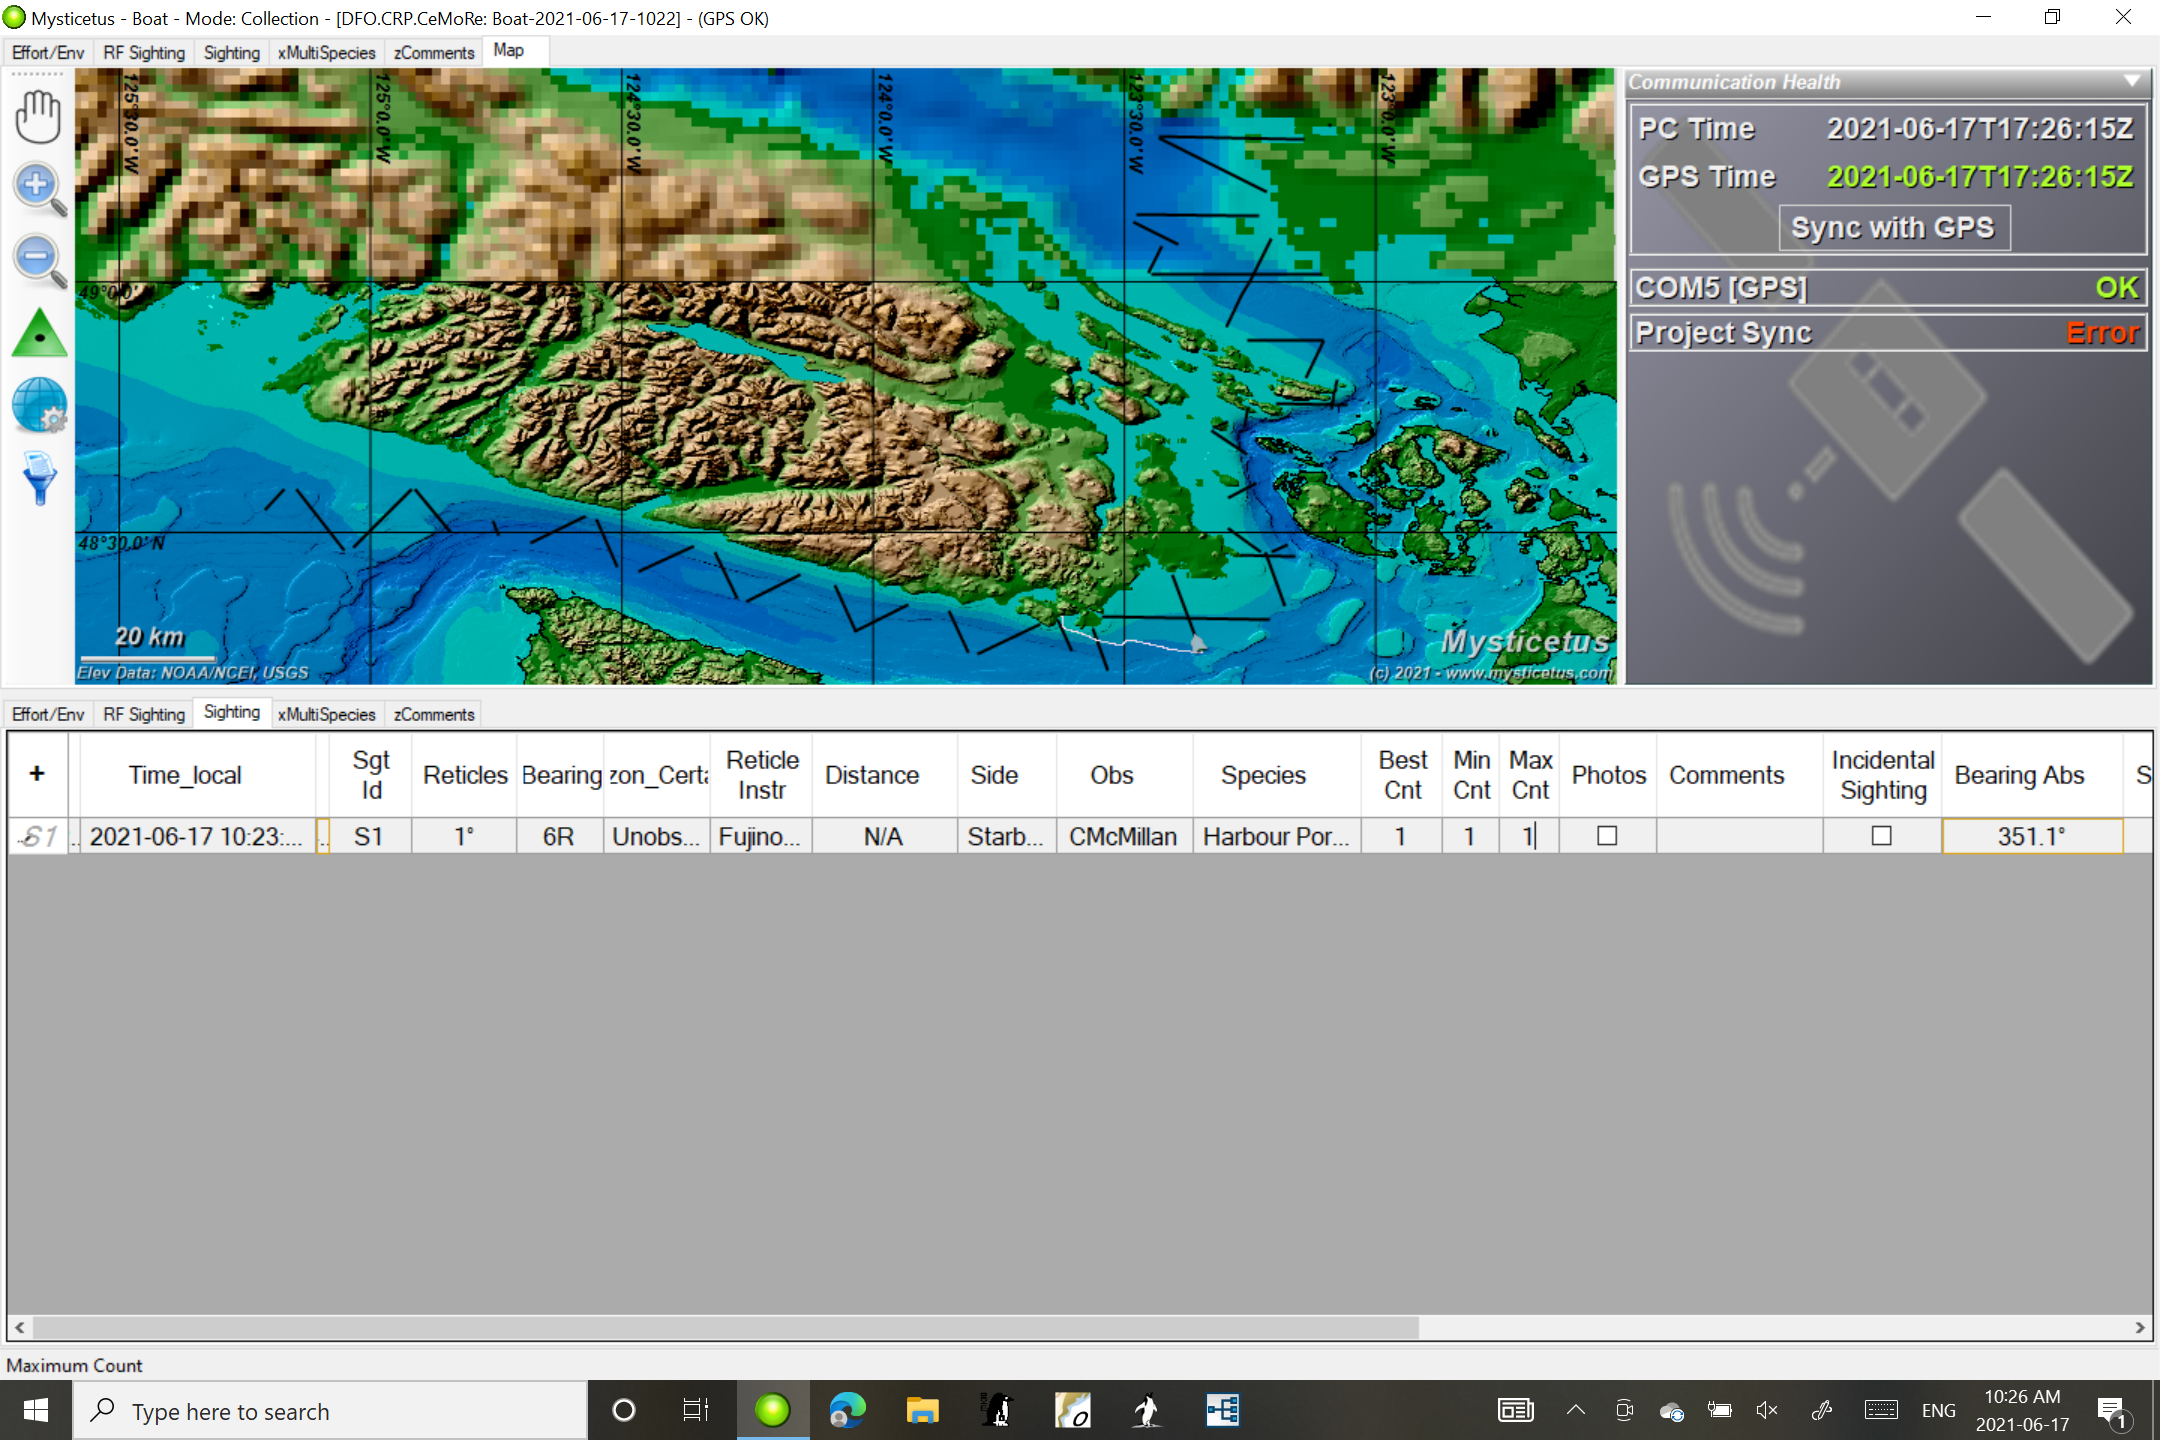 Mysticetus - Boat - Mode: Collection - [DFO.CRP.CeMoRe: Boat-2021-06-17-1022] - (GPS OK)
Effort/Env RF Sighting Sighting xMultiSpecies zComments Map
125°30.0' W 125°0.0' W 124°30.0' W 124°0.0' W 123°30.0' W 123°0.0' W
49°0.0'
48°30.0' N
20 km
Elev Data: NOAA/NCEI, USGS
Mysticetus
(c) 2021 - www.mysticetus.com
Communication Health
PC Time 2021-06-17T17:26:15Z
GPS Time 2021-06-17T17:26:15Z
Sync with GPS
COM5 [GPS] OK
Project Sync Error
Effort/Env RF Sighting Sighting xMultiSpecies zComments
+ Time_local Sgt Id Reticles Bearing zon_Certa Reticle Instr Distance Side Obs Species Best Cnt Min Cnt Max Cnt Photos Comments Incidental Sighting Bearing Abs S
S1 2021-06-17 10:23:... S1 1° 6R Unobs... Fujino... N/A Starb... CMcMillan Harbour Por... 1 1 1 351.1°
Maximum Count
Type here to search
ENG
10:26 AM
2021-06-17
1